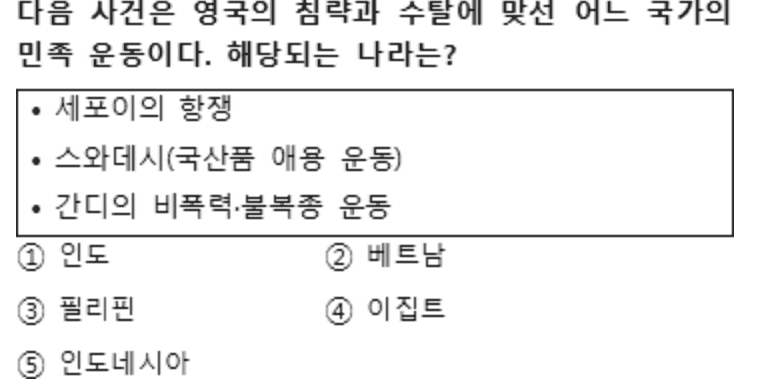 다음 사건은 영국의 침략과 수탈에 맞선 어느 국가의
민족 운동이다. 해당되는 나라는?
• 세포이의 항쟁
• 스와데시(국산품 애용 운동)
• 간디의 비폭력·불복종 운동
① 인도 ② 베트남
③ 필리핀 ④ 이집트
⑤ 인도네시아